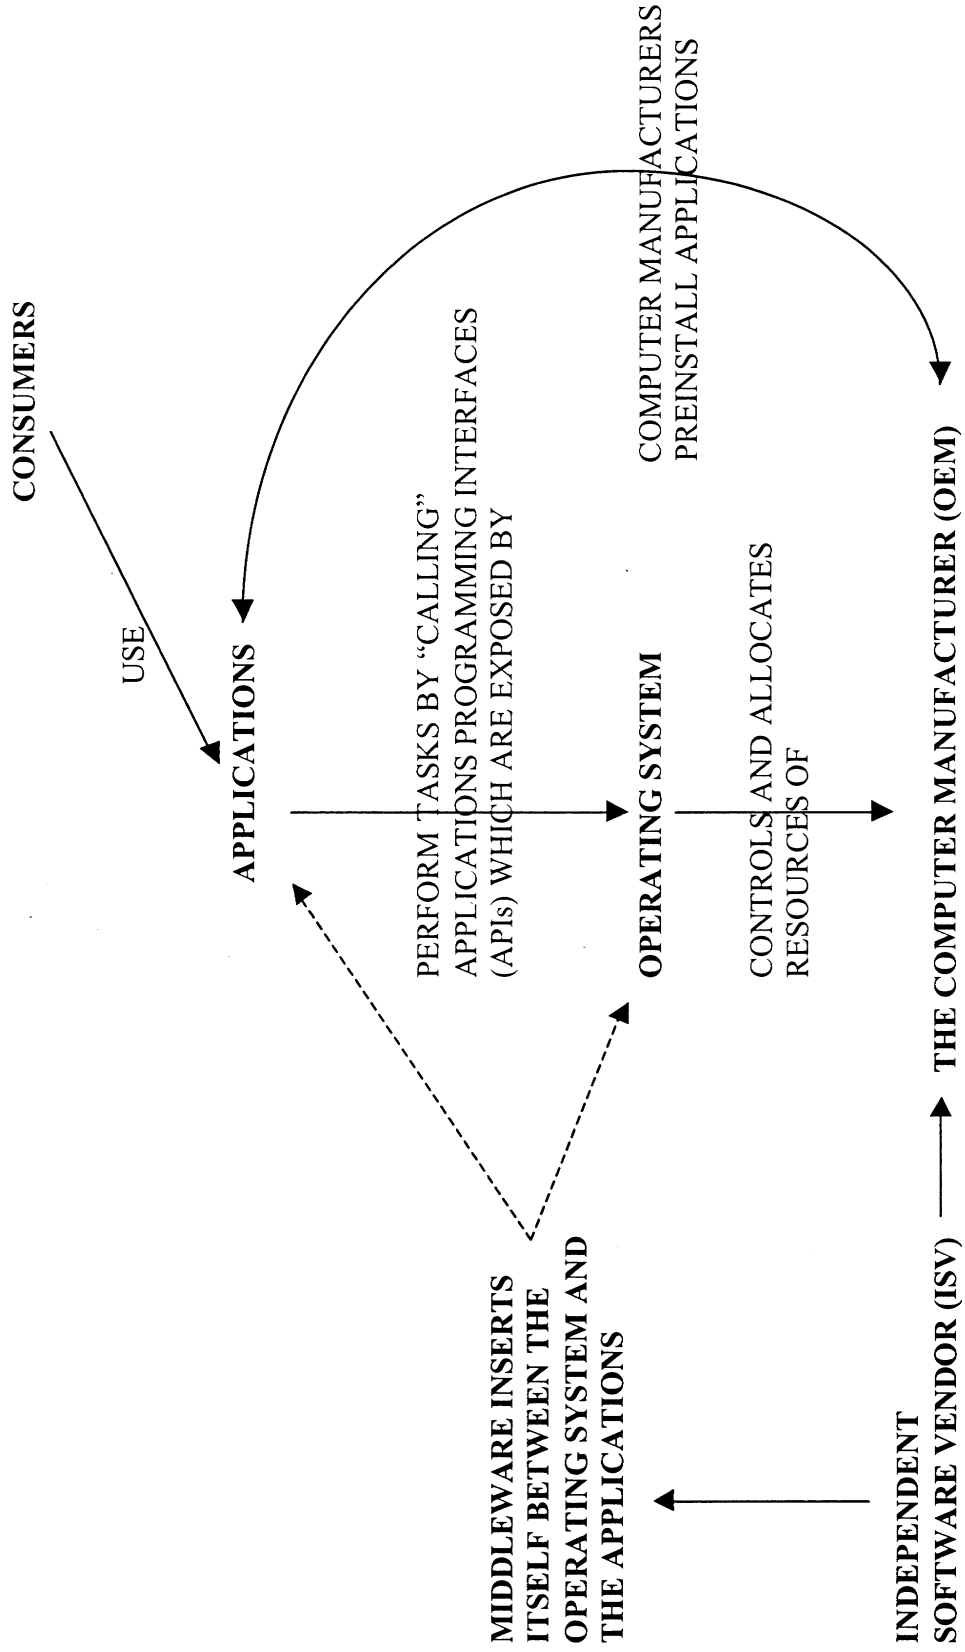 CONSUMERS
USE
APPLICATIONS
PERFORM TASKS BY “CALLING”
APPLICATIONS PROGRAMMING INTERFACES
(APIs) WHICH ARE EXPOSED BY
MIDDLEWARE INSERTS
ITSELF BETWEEN THE
OPERATING SYSTEM AND
THE APPLICATIONS
OPERATING SYSTEM
COMPUTER MANUFACTURERS
PREINSTALL APPLICATIONS
CONTROLS AND ALLOCATES
RESOURCES OF
INDEPENDENT
SOFTWARE VENDOR (ISV)
THE COMPUTER MANUFACTURER (OEM)